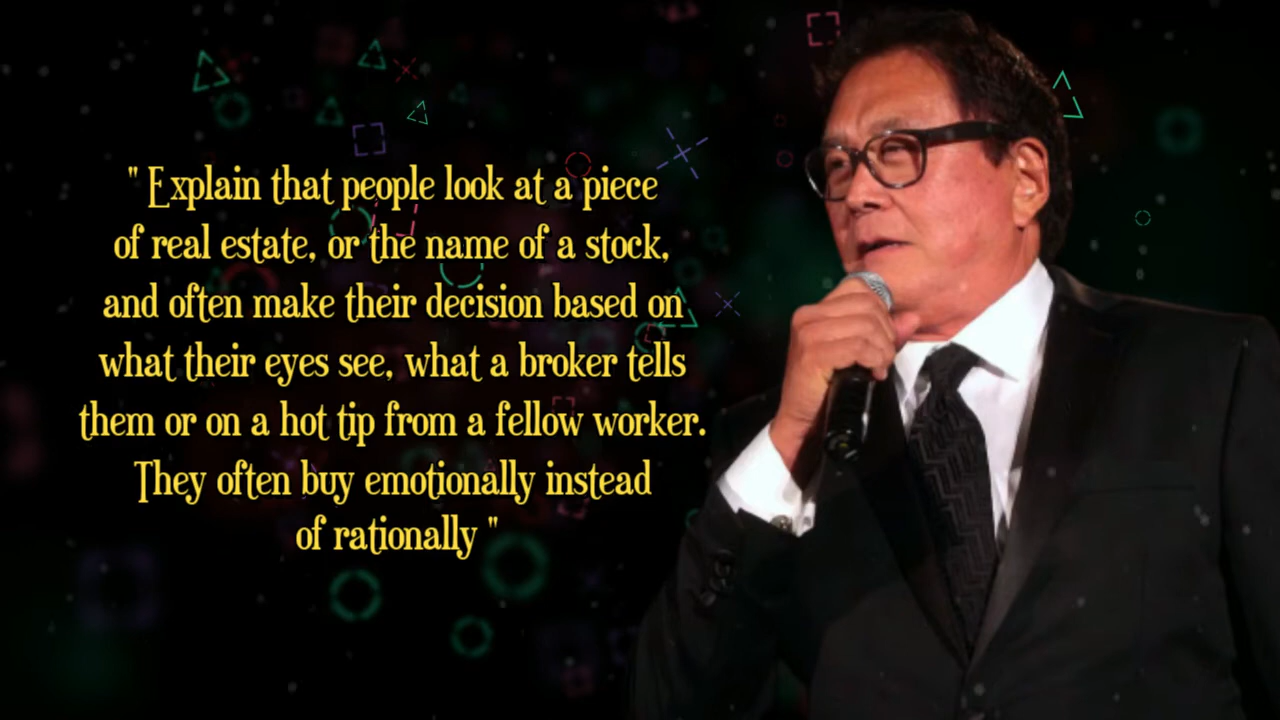 " Explain that people look at a piece
of real estate, or the name of a stock,
and often make their decision based on
what their eyes see, what a broker tells
them or on a hot tip from a fellow worker.
They often buy emotionally instead
of rationally "